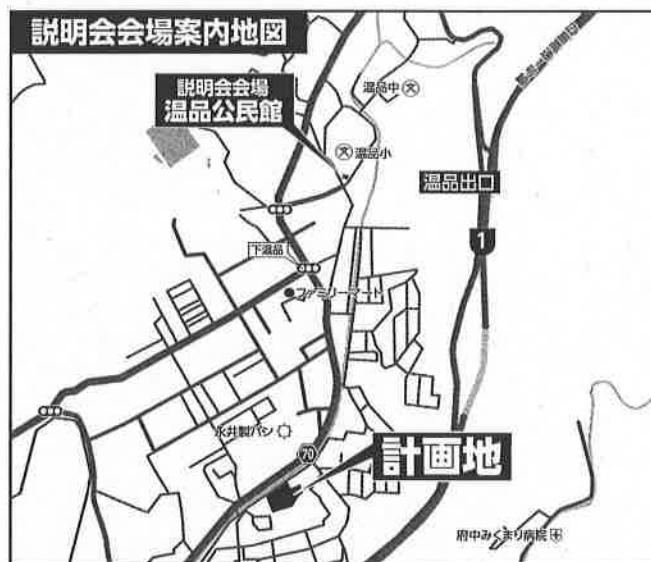 説明会会場案内地図
説明会会場
温品公民館
温品中
温品小
温品出口
1
下温品
ファミリーマート
永井製パン
70
計画地
府中みくまり病院